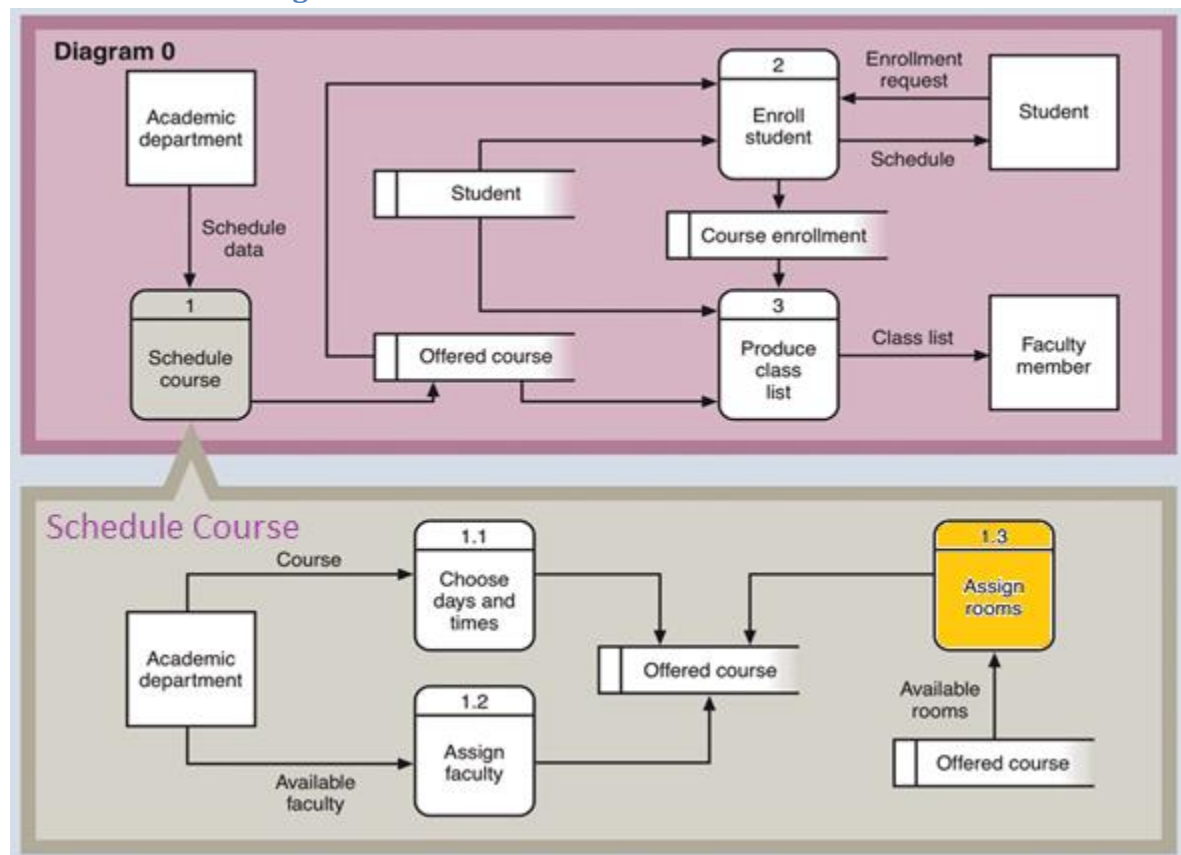 Diagram 0
Academic
department
Schedule
data
1
Schedule
course
Student
Offered course
2
Enroll
student
Enrollment
request
Schedule
Student
Course enrollment
3
Produce
class
list
Class list
Faculty
member
Schedule Course
Academic
department
Course
1.1
Choose
days and
times
Available
faculty
1.2
Assign
faculty
Offered course
1.3
Assign
rooms
Available
rooms
Offered course